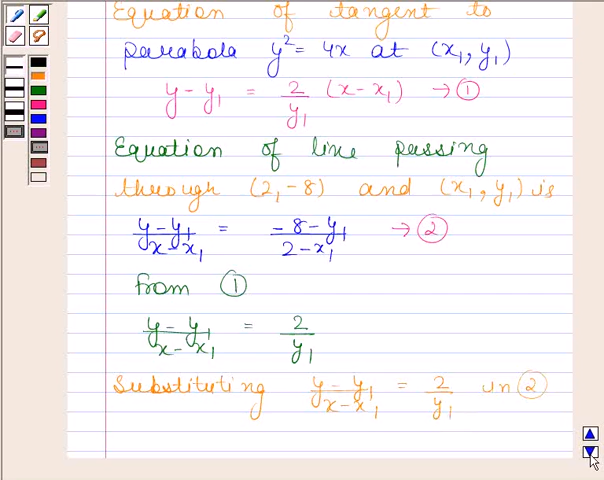 Equation of tangent to
parabola y² = 4x at (x₁, y₁)
y - y₁ = 2/y₁ (x - x₁) → ①
Equation of line passing
through (2, -8) and (x₁, y₁) is
(y - y₁)/(x - x₁) = (-8 - y₁)/(2 - x₁) → ②
from ①
(y - y₁)/(x - x₁) = 2/y₁
Substituting (y - y₁)/(x - x₁) = 2/y₁ in ②